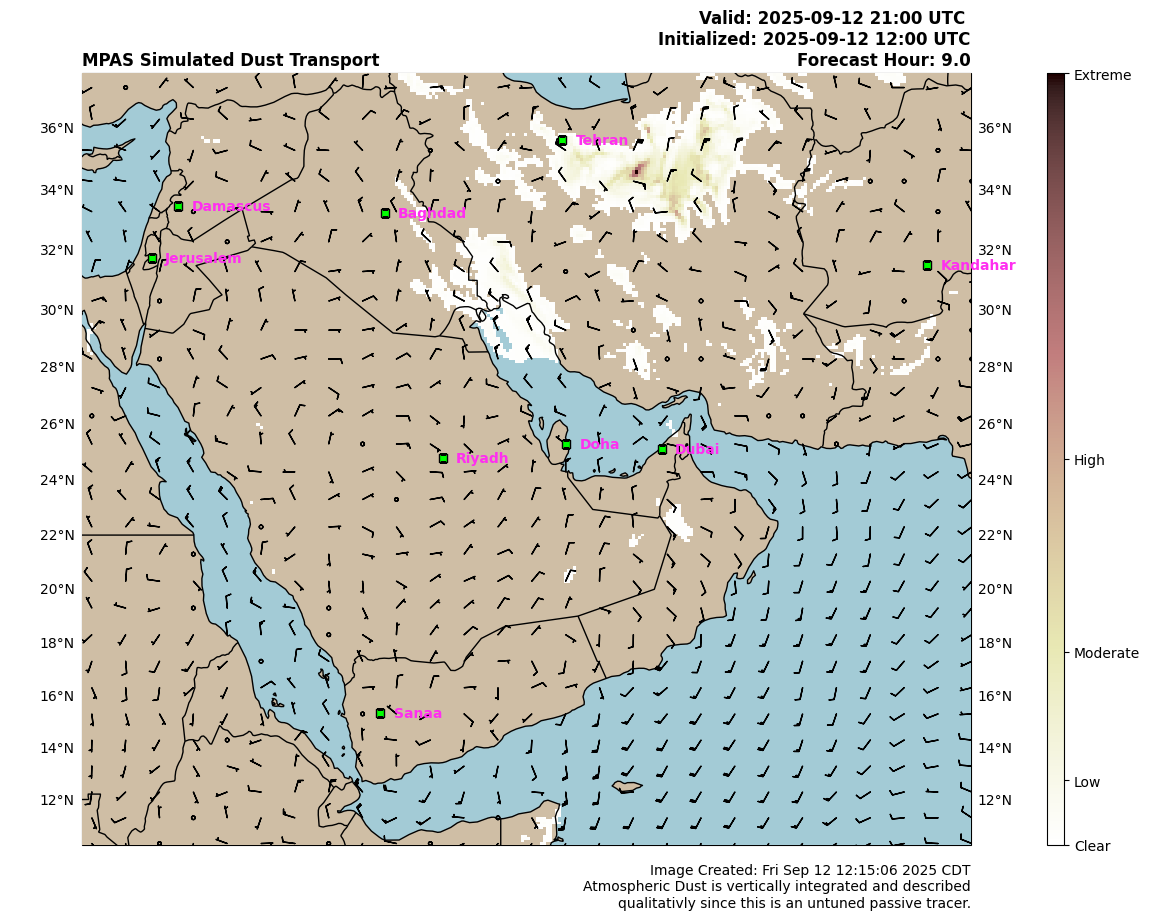 Valid: 2025-09-12 21:00 UTC
Initialized: 2025-09-12 12:00 UTC
MPAS Simulated Dust Transport
Forecast Hour: 9.0
Extreme
36°N
Tehran
36°N
34°N
Damascus
Baghdad
34°N
32°N
Jerusalem
32°N
Kandahar
30°N
30°N
28°N
28°N
26°N
Doha
Dubai
26°N
Riyadh
High
24°N
24°N
22°N
22°N
20°N
20°N
18°N
18°N
Moderate
16°N
Sanaa
16°N
14°N
14°N
Low
12°N
12°N
Clear
Image Created: Fri Sep 12 12:15:06 2025 CDT
Atmospheric Dust is vertically integrated and described
qualitativly since this is an untuned passive tracer.